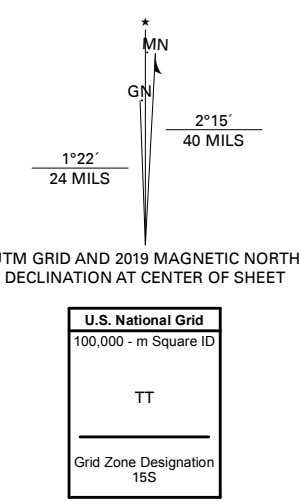 MN
GN
2°15´
40 MILS
1°22´
24 MILS
UTM GRID AND 2019 MAGNETIC NORTH
DECLINATION AT CENTER OF SHEET
U.S. National Grid
100,000 - m Square ID
TT
Grid Zone Designation
15S